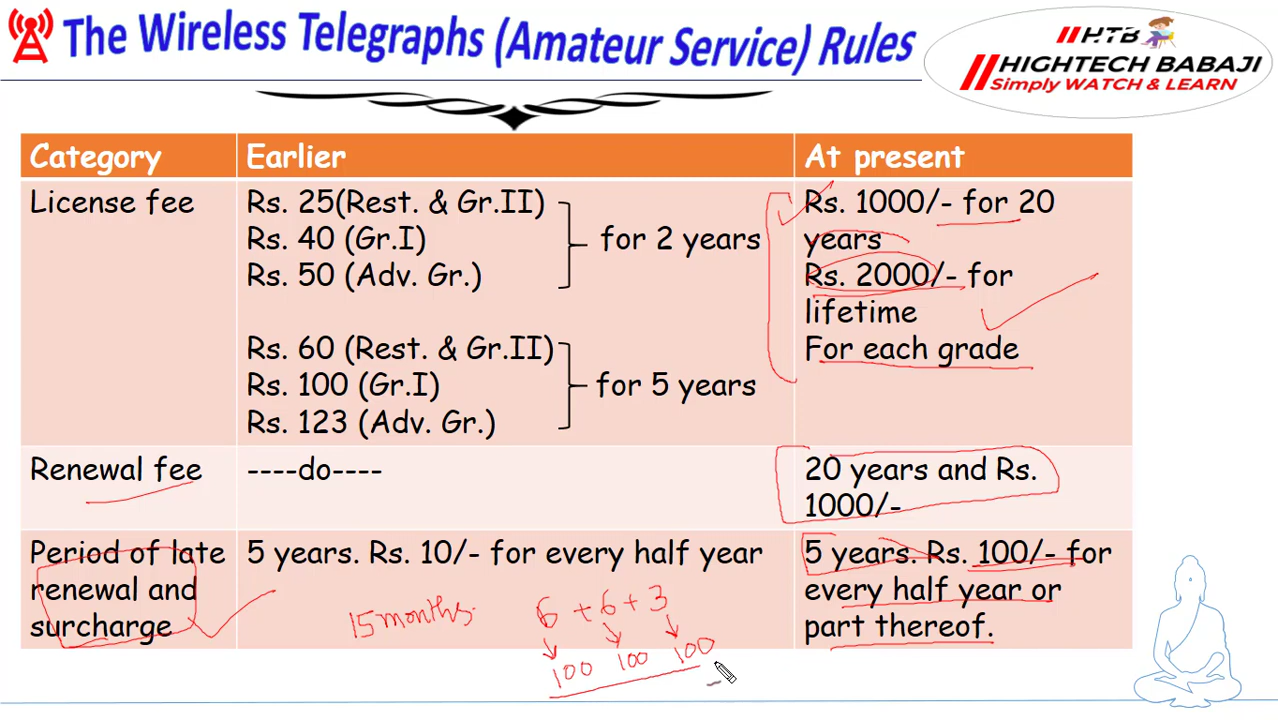 The Wireless Telegraphs (Amateur Service) Rules
HTB
HIGHTECH BABAJI
Simply WATCH & LEARN
Category
Earlier
At present
License fee
Rs. 25(Rest. & Gr.II)
Rs. 40 (Gr.I)
Rs. 50 (Adv. Gr.)
for 2 years
Rs. 60 (Rest. & Gr.II)
Rs. 100 (Gr.I)
Rs. 123 (Adv. Gr.)
for 5 years
Rs. 1000/- for 20
years
Rs. 2000/- for
lifetime
For each grade
Renewal fee
----do----
20 years and Rs.
1000/-
Period of late
renewal and
surcharge
5 years. Rs. 10/- for every half year
5 years. Rs. 100/- for
every half year or
part thereof.
15 months.
6 + 6 + 3
100 100 100